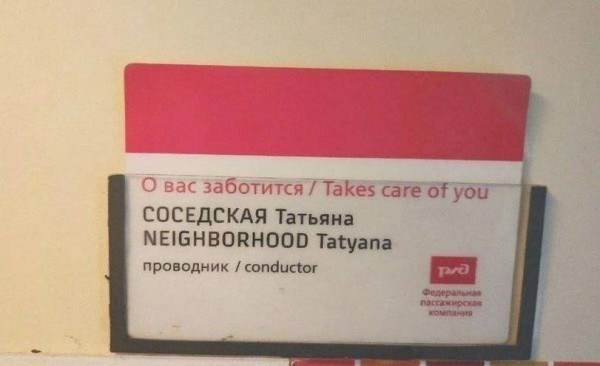 О вас заботится / Takes care of you
СОСЕДСКАЯ Татьяна
NEIGHBORHOOD Tatyana
проводник / conductor
ржд
Федеральная
пассажирская
компания